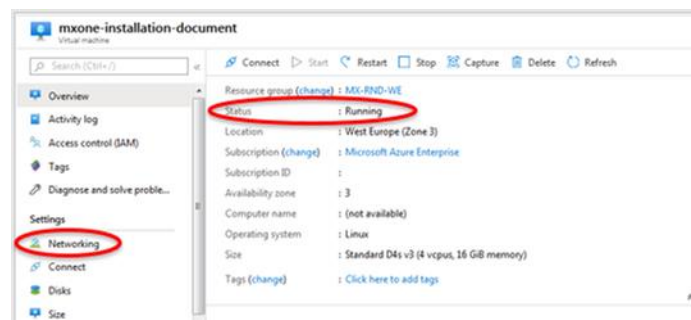 mxone-installation-document
Virtual machine
Search (Ctrl+/)
«
Connect Start Restart Stop Capture Delete Refresh
Overview
Activity log
Access control (IAM)
Tags
Diagnose and solve proble...
Settings
Networking
Connect
Disks
Size
Resource group (change) : MX-RND-WE
Status : Running
Location : West Europe (Zone 3)
Subscription (change) : Microsoft Azure Enterprise
Subscription ID :
Availability zone : 3
Computer name : (not available)
Operating system : Linux
Size : Standard D4s v3 (4 vcpus, 16 GiB memory)
Tags (change) : Click here to add tags